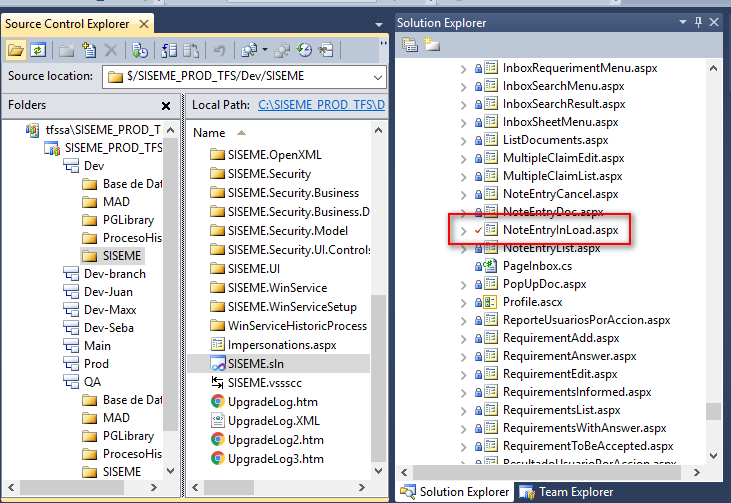 Source Control Explorer
Source location:
$/SISEME_PROD_TFS/Dev/SISEME
Folders
tfssa\SISEME_PROD_T
SISEME_PROD_TFS
Dev
Base de Dat
MAD
PGLibrary
ProcesoHis
SISEME
Dev-branch
Dev-Juan
Dev-Maxx
Dev-Seba
Main
Prod
QA
Base de Dat
MAD
PGLibrary
ProcesoHis
SISEME
Local Path: C:\SISEME_PROD_TFS\D
Name
SISEME.OpenXML
SISEME.Security
SISEME.Security.Business
SISEME.Security.Business.D
SISEME.Security.Model
SISEME.Security.UI.Controls
SISEME.UI
SISEME.WinService
SISEME.WinServiceSetup
WinServiceHistoricProcess
Impersonations.aspx
SISEME.sln
SISEME.vssscc
UpgradeLog.htm
UpgradeLog.XML
UpgradeLog2.htm
UpgradeLog3.htm
Solution Explorer
InboxRequerimentMenu.aspx
InboxSearchMenu.aspx
InboxSearchResult.aspx
InboxSheetMenu.aspx
ListDocuments.aspx
MultipleClaimEdit.aspx
MultipleClaimList.aspx
NoteEntryCancel.aspx
NoteEntryDoc.aspx
NoteEntryInLoad.aspx
NoteEntryList.aspx
PageInbox.cs
PopUpDoc.aspx
Profile.ascx
ReporteUsuariosPorAccion.aspx
RequirementAdd.aspx
RequirementAnswer.aspx
RequirementEdit.aspx
RequirementsInformed.aspx
RequirementsList.aspx
RequirementsWithAnswer.aspx
RequirementToBeAccepted.aspx
ResultadoUsuarioPorAccion.aspx
Solution Explorer
Team Explorer